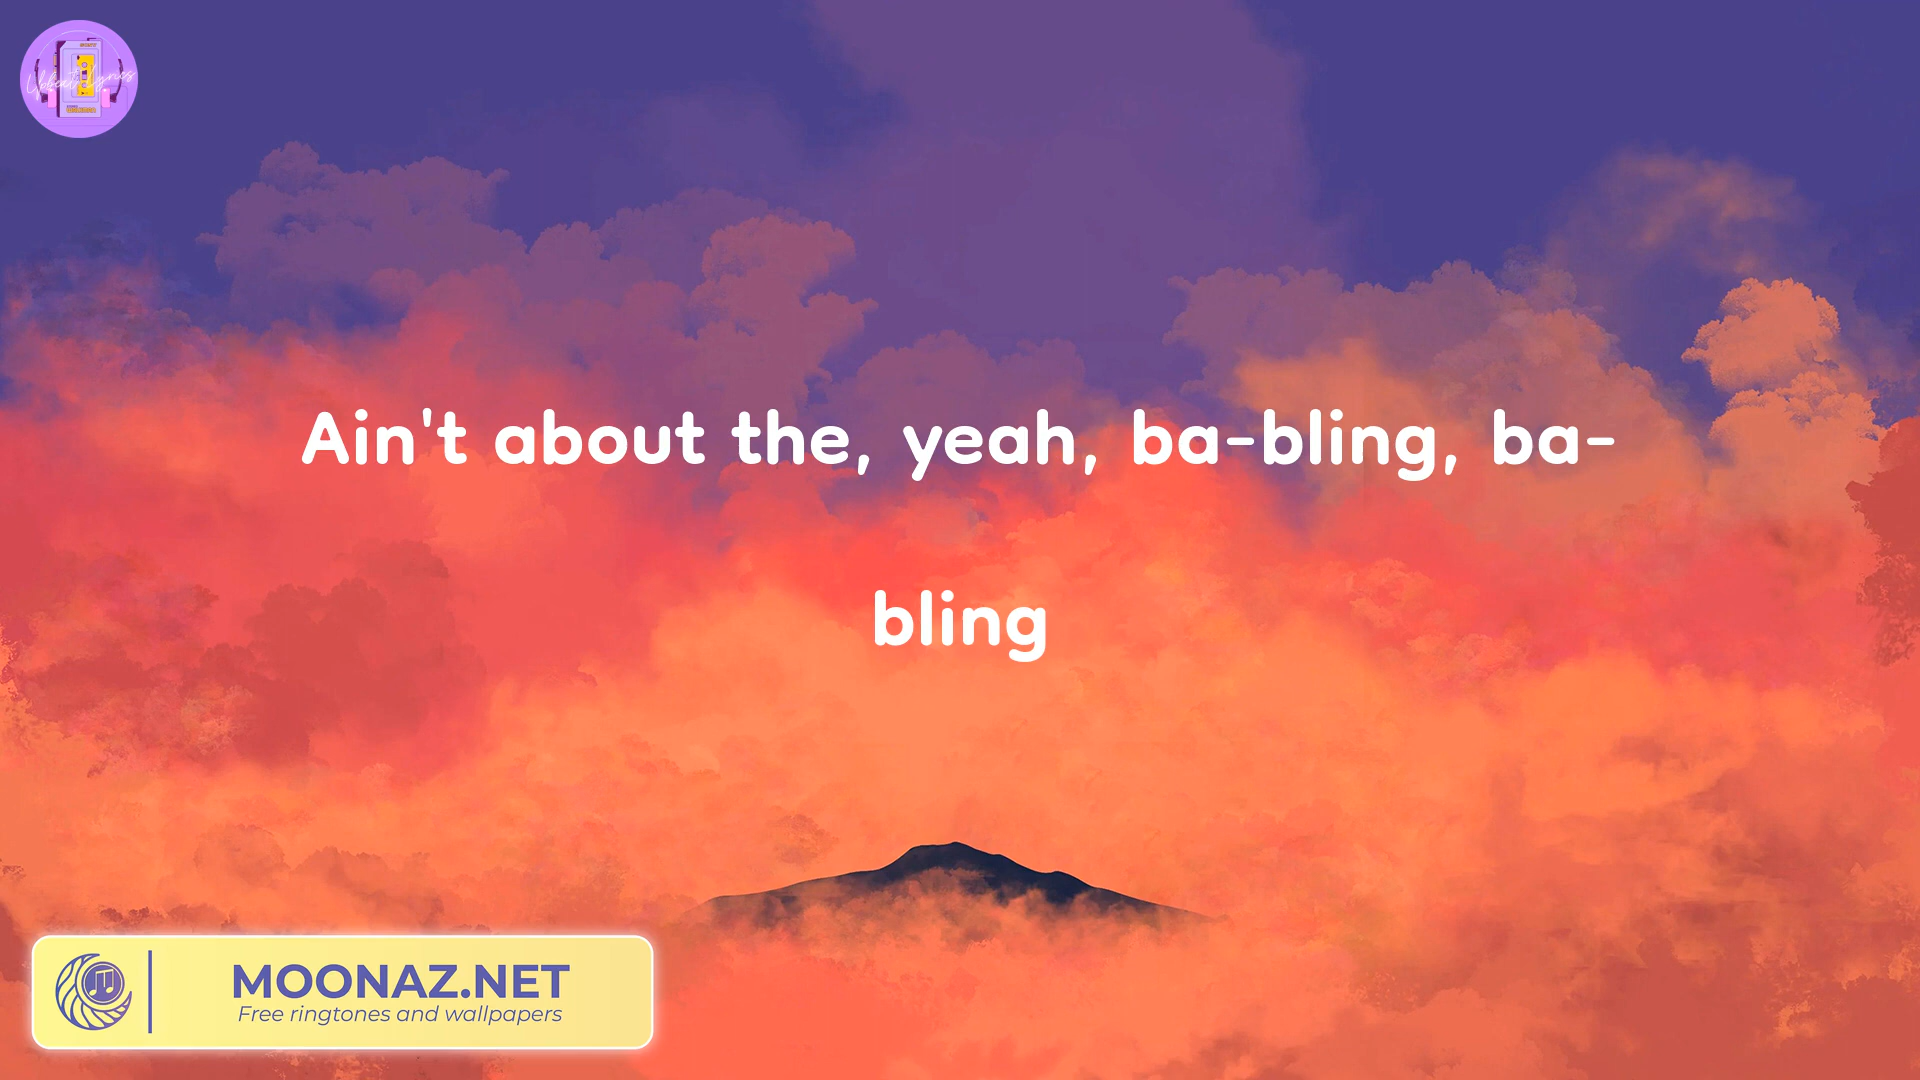 Ain't about the, yeah, ba-bling, ba-
bling
MOONAZ.NET
Free ringtones and wallpapers